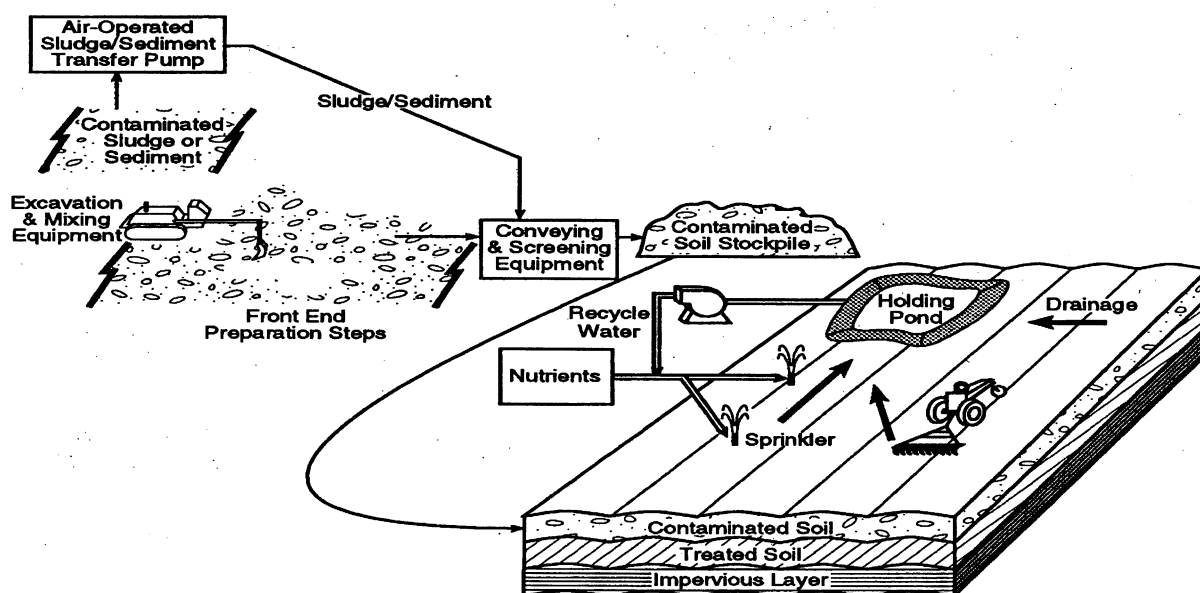 Air-Operated
Sludge/Sediment
Transfer Pump
Sludge/Sediment
Contaminated
Sludge or
Sediment
Excavation
& Mixing
Equipment
Conveying
& Screening
Equipment
Contaminated
Soil Stockpile
Front End
Preparation Steps
Recycle
Water
Holding
Pond
Drainage
Nutrients
Sprinkler
Contaminated Soil
Treated Soil
Impervious Layer